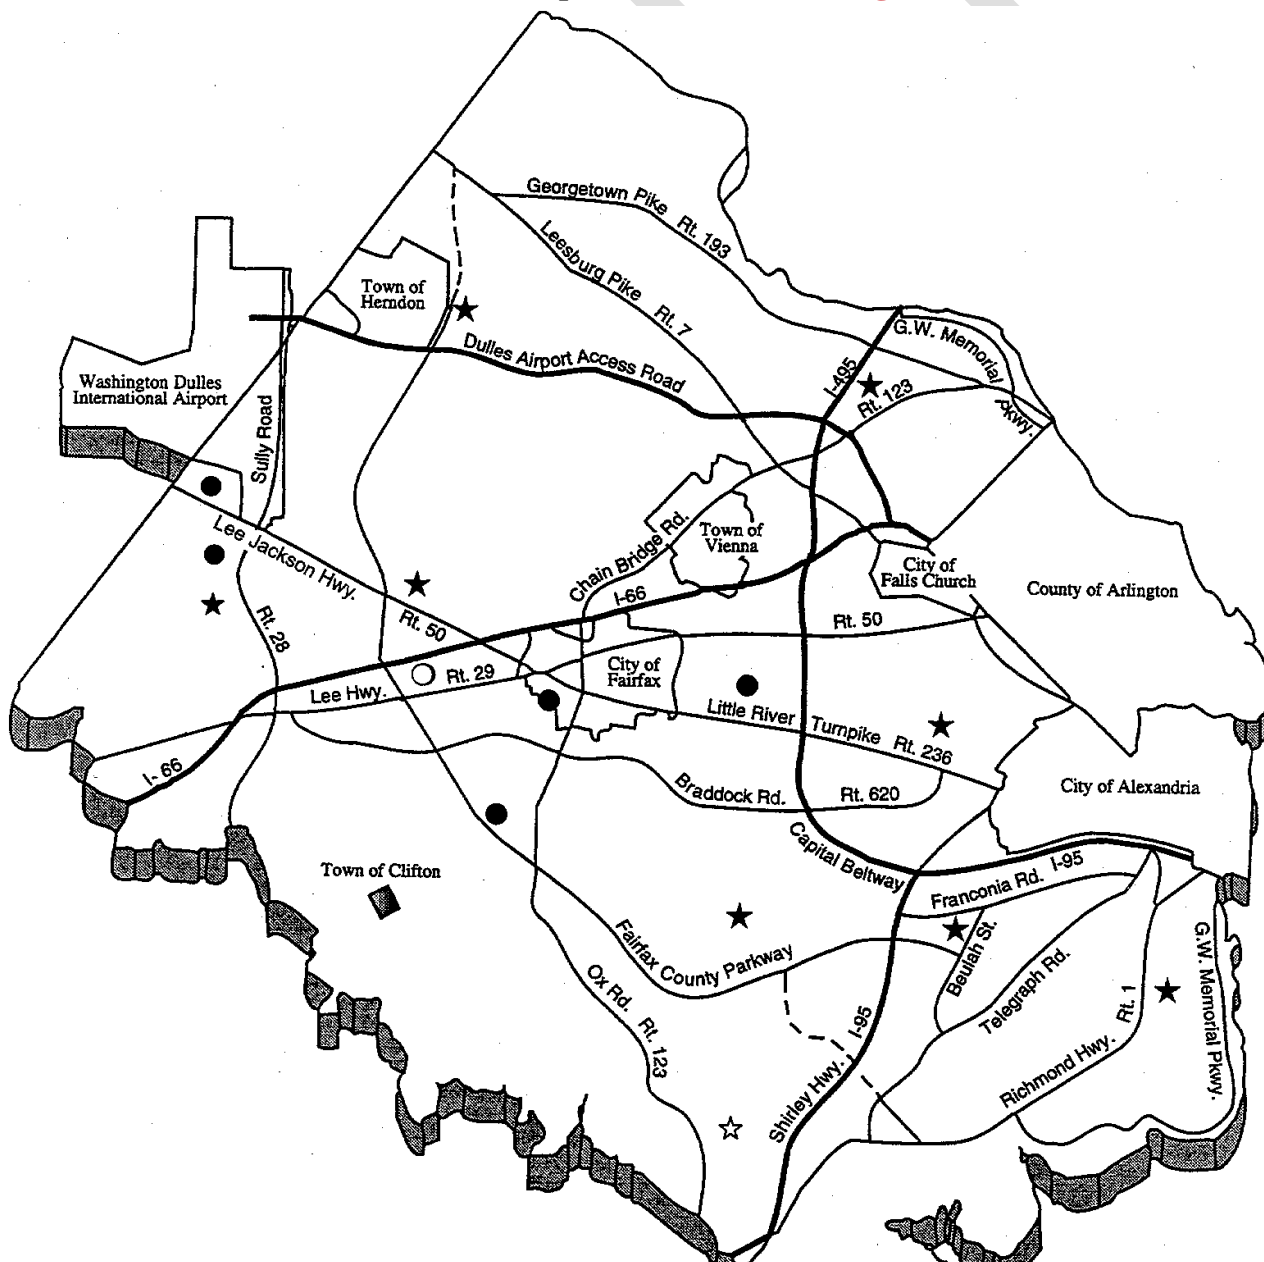 Georgetown Pike Rt. 193
Leesburg Pike Rt. 7
Town of
Herndon
G.W. Memorial Pkwy.
Dulles Airport Access Road
I-495
Washington Dulles
International Airport
Rt. 123
Sully Road
Lee Jackson Hwy.
Rt. 50
Chain Bridge Rd.
Town of
Vienna
City of
Falls Church
County of Arlington
I-66
Rt. 28
Rt. 50
City of
Fairfax
Lee Hwy. Rt. 29
Little River Turnpike Rt. 236
I-66
Braddock Rd. Rt. 620
City of Alexandria
Capital Beltway
I-95
Town of Clifton
Franconia Rd.
Fairfax County Parkway
Beulah St.
G.W. Memorial Pkwy.
Ox Rd. Rt. 123
Telegraph Rd.
Rt. 1
I-95
Shirley Hwy.
Richmond Hwy.